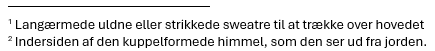 ¹ Langærmede uldne eller strikkede sweatre til at trække over hovedet
² Indersiden af den kuppelformede himmel, som den ser ud fra jorden.